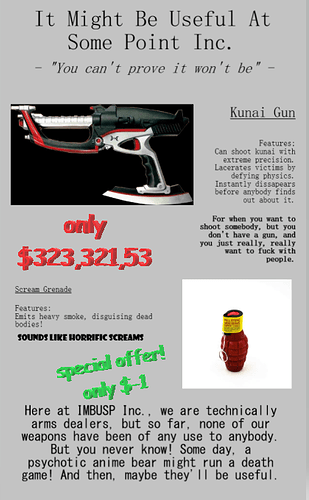 It Might Be Useful At
Some Point Inc.
- "You can't prove it won't be" -
Kunai Gun
Features:
Can shoot kunai with
extreme precision.
Lacerates victims by
defying physics.
Instantly dissapears
before anybody finds
out about it.
For when you want to
shoot somebody, but you
don't have a gun, and
you just really, really
want to fuck with
people.
only
$323,321,53
Scream Grenade
Features:
Emits heavy smoke, disguising dead
bodies!
SOUNDS LIKE HORRIFIC SCREAMS
special offer!
only $-1
Here at IMBUSP Inc., we are technically
arms dealers, but so far, none of our
weapons have been of any use to anybody.
But you never know! Some day, a
psychotic anime bear might run a death
game! And then, maybe they'll be useful.